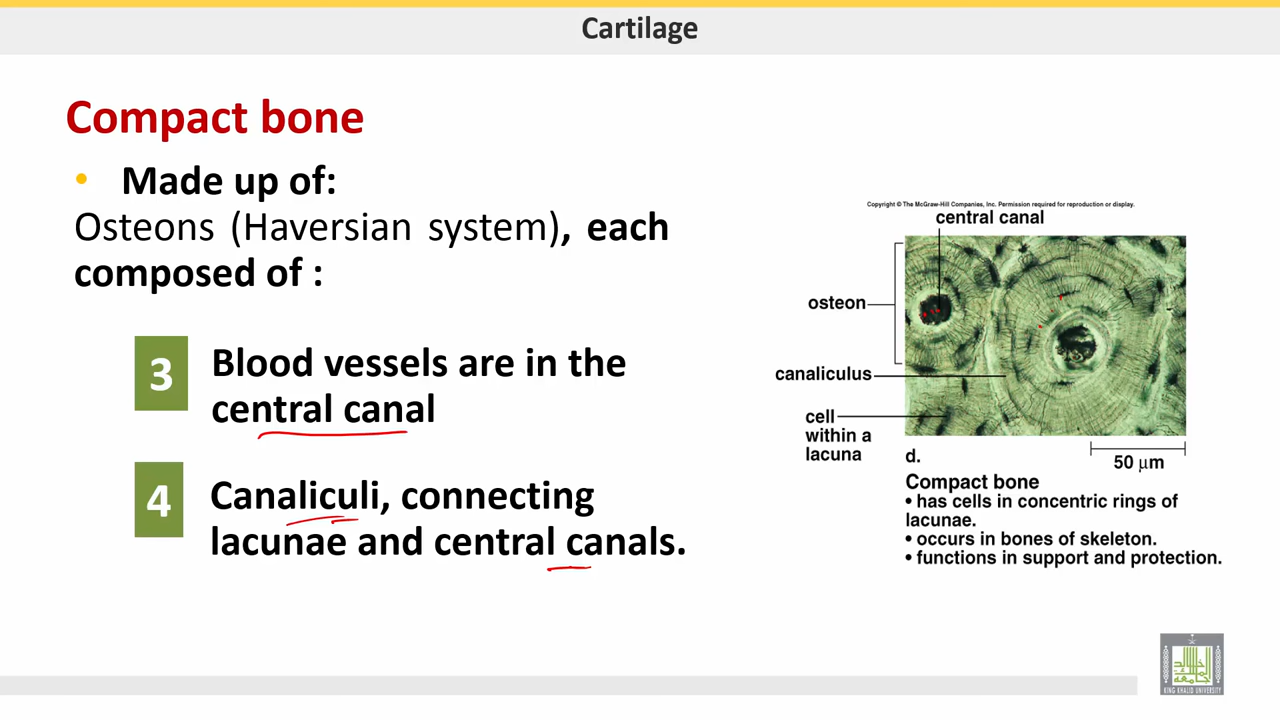 Cartilage
Compact bone
• Made up of:
Osteons (Haversian system), each
composed of :
3
Blood vessels are in the
central canal
4
Canaliculi, connecting
lacunae and central canals.
Copyright © The McGraw-Hill Companies, Inc. Permission required for reproduction or display.
central canal
osteon
canaliculus
cell
within a
lacuna
d.
50 μm
Compact bone
• has cells in concentric rings of
lacunae.
• occurs in bones of skeleton.
• functions in support and protection.
KING KHALID UNIVERSITY